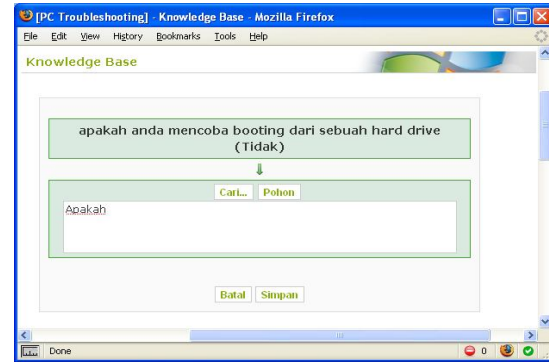 [PC Troubleshooting] - Knowledge Base - Mozilla Firefox
File Edit View History Bookmarks Tools Help
Knowledge Base
apakah anda mencoba booting dari sebuah hard drive
(Tidak)
Cari... Pohon
Apakah
Batal Simpan
Done 0